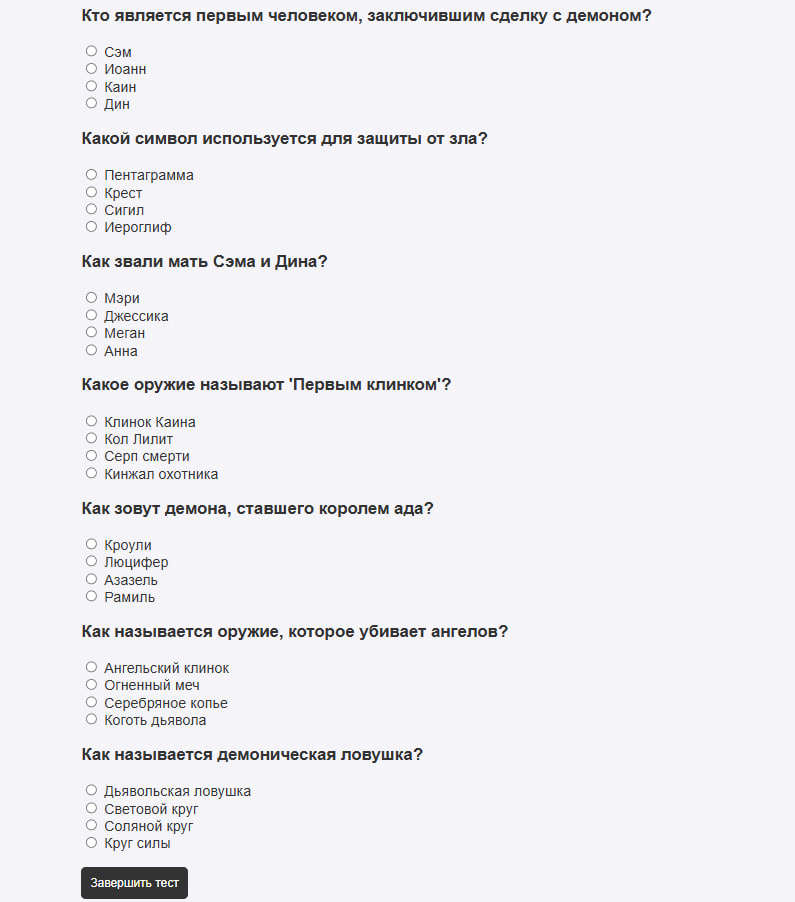 Кто является первым человеком, заключившим сделку с демоном?
Сэм
Иоанн
Каин
Дин
Какой символ используется для защиты от зла?
Пентаграмма
Крест
Сигил
Иероглиф
Как звали мать Сэма и Дина?
Мэри
Джессика
Меган
Анна
Какое оружие называют 'Первым клинком'?
Клинок Каина
Кол Лилит
Серп смерти
Кинжал охотника
Как зовут демона, ставшего королем ада?
Кроули
Люцифер
Азазель
Рамиль
Как называется оружие, которое убивает ангелов?
Ангельский клинок
Огненный меч
Серебряное копье
Коготь дьявола
Как называется демоническая ловушка?
Дьявольская ловушка
Световой круг
Соляной круг
Круг силы
Завершить тест